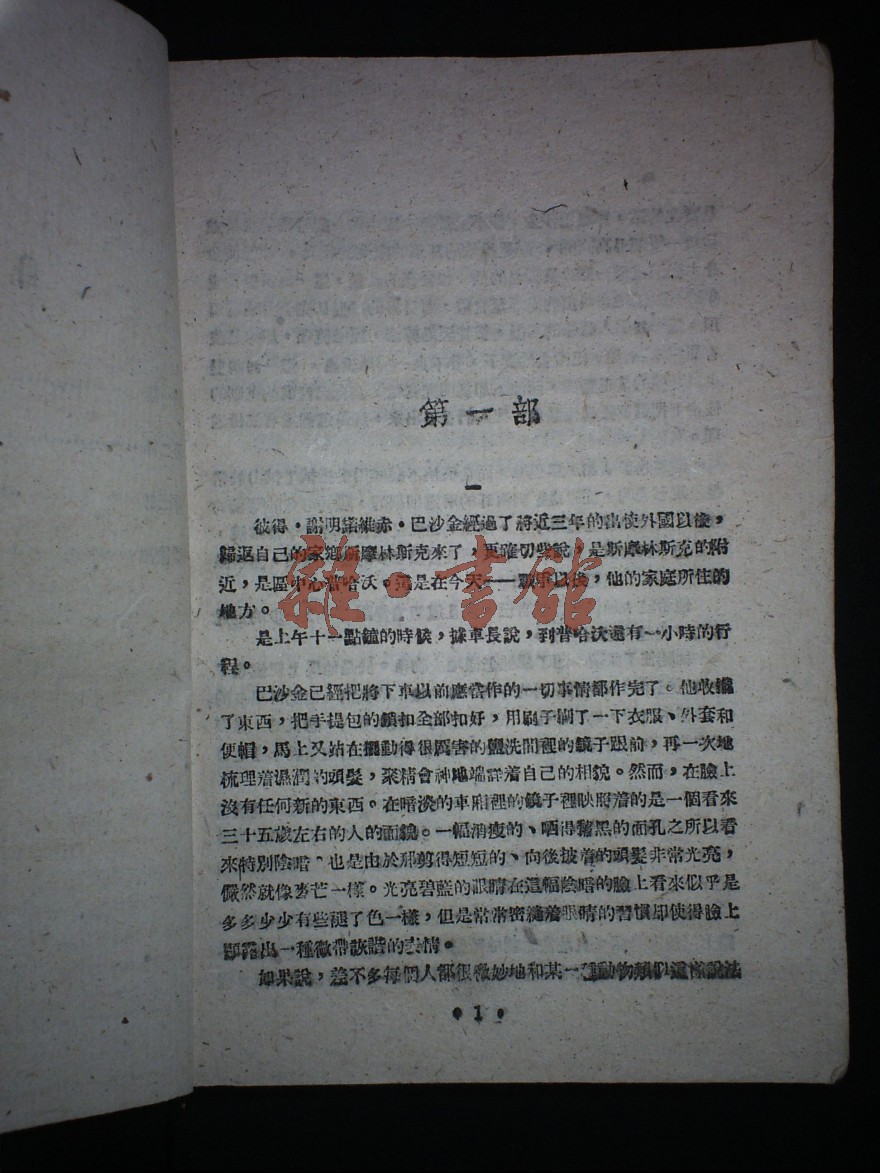 第一部
一
彼得·謝明諾維赤·巴沙金經過了將近三年的出使外國以後，
歸返自己的家鄉斯摩林斯克來了，更確切些說，是斯摩林斯克的附
近，是區中心普哈沃。這是在今天——戰爭以後，他的家庭所住的
地方。
是上午十一點鐘的時候，據車長說，到普哈沃還有一小時的行
程。
巴沙金已經把將下車以前應當作的一切事情都作完了。他收攏
了東西，把手提包的鎖扣全部扣好，用刷子刷了一下衣服、外套和
便帽，馬上又站在擺動得很厲害的盥洗間裡的鏡子跟前，再一次地
梳理着濕潤的頭髮，聚精會神地端詳着自己的相貌。然而，在臉上
沒有任何新的東西。在暗淡的車廂裡的鏡子裡映照着的是一個看來
三十五歲左右的人的面貌。一幅消瘦的、晒得黧黑的面孔之所以看
來特別陰暗，也是由於那剪得短短的、向後披着的頭髮非常光亮，
儼然就像麥芒一樣。光亮碧藍的眼睛在這幅陰暗的臉上看來似乎是
多多少少有些褪了色一樣，但是常常密縫着眼睛的習慣却使得臉上
顯露出一種微帶詼諧的表情。
如果說，差不多每個人都很微妙地和某一種動物類似這樣說法
·1·
雜·書館